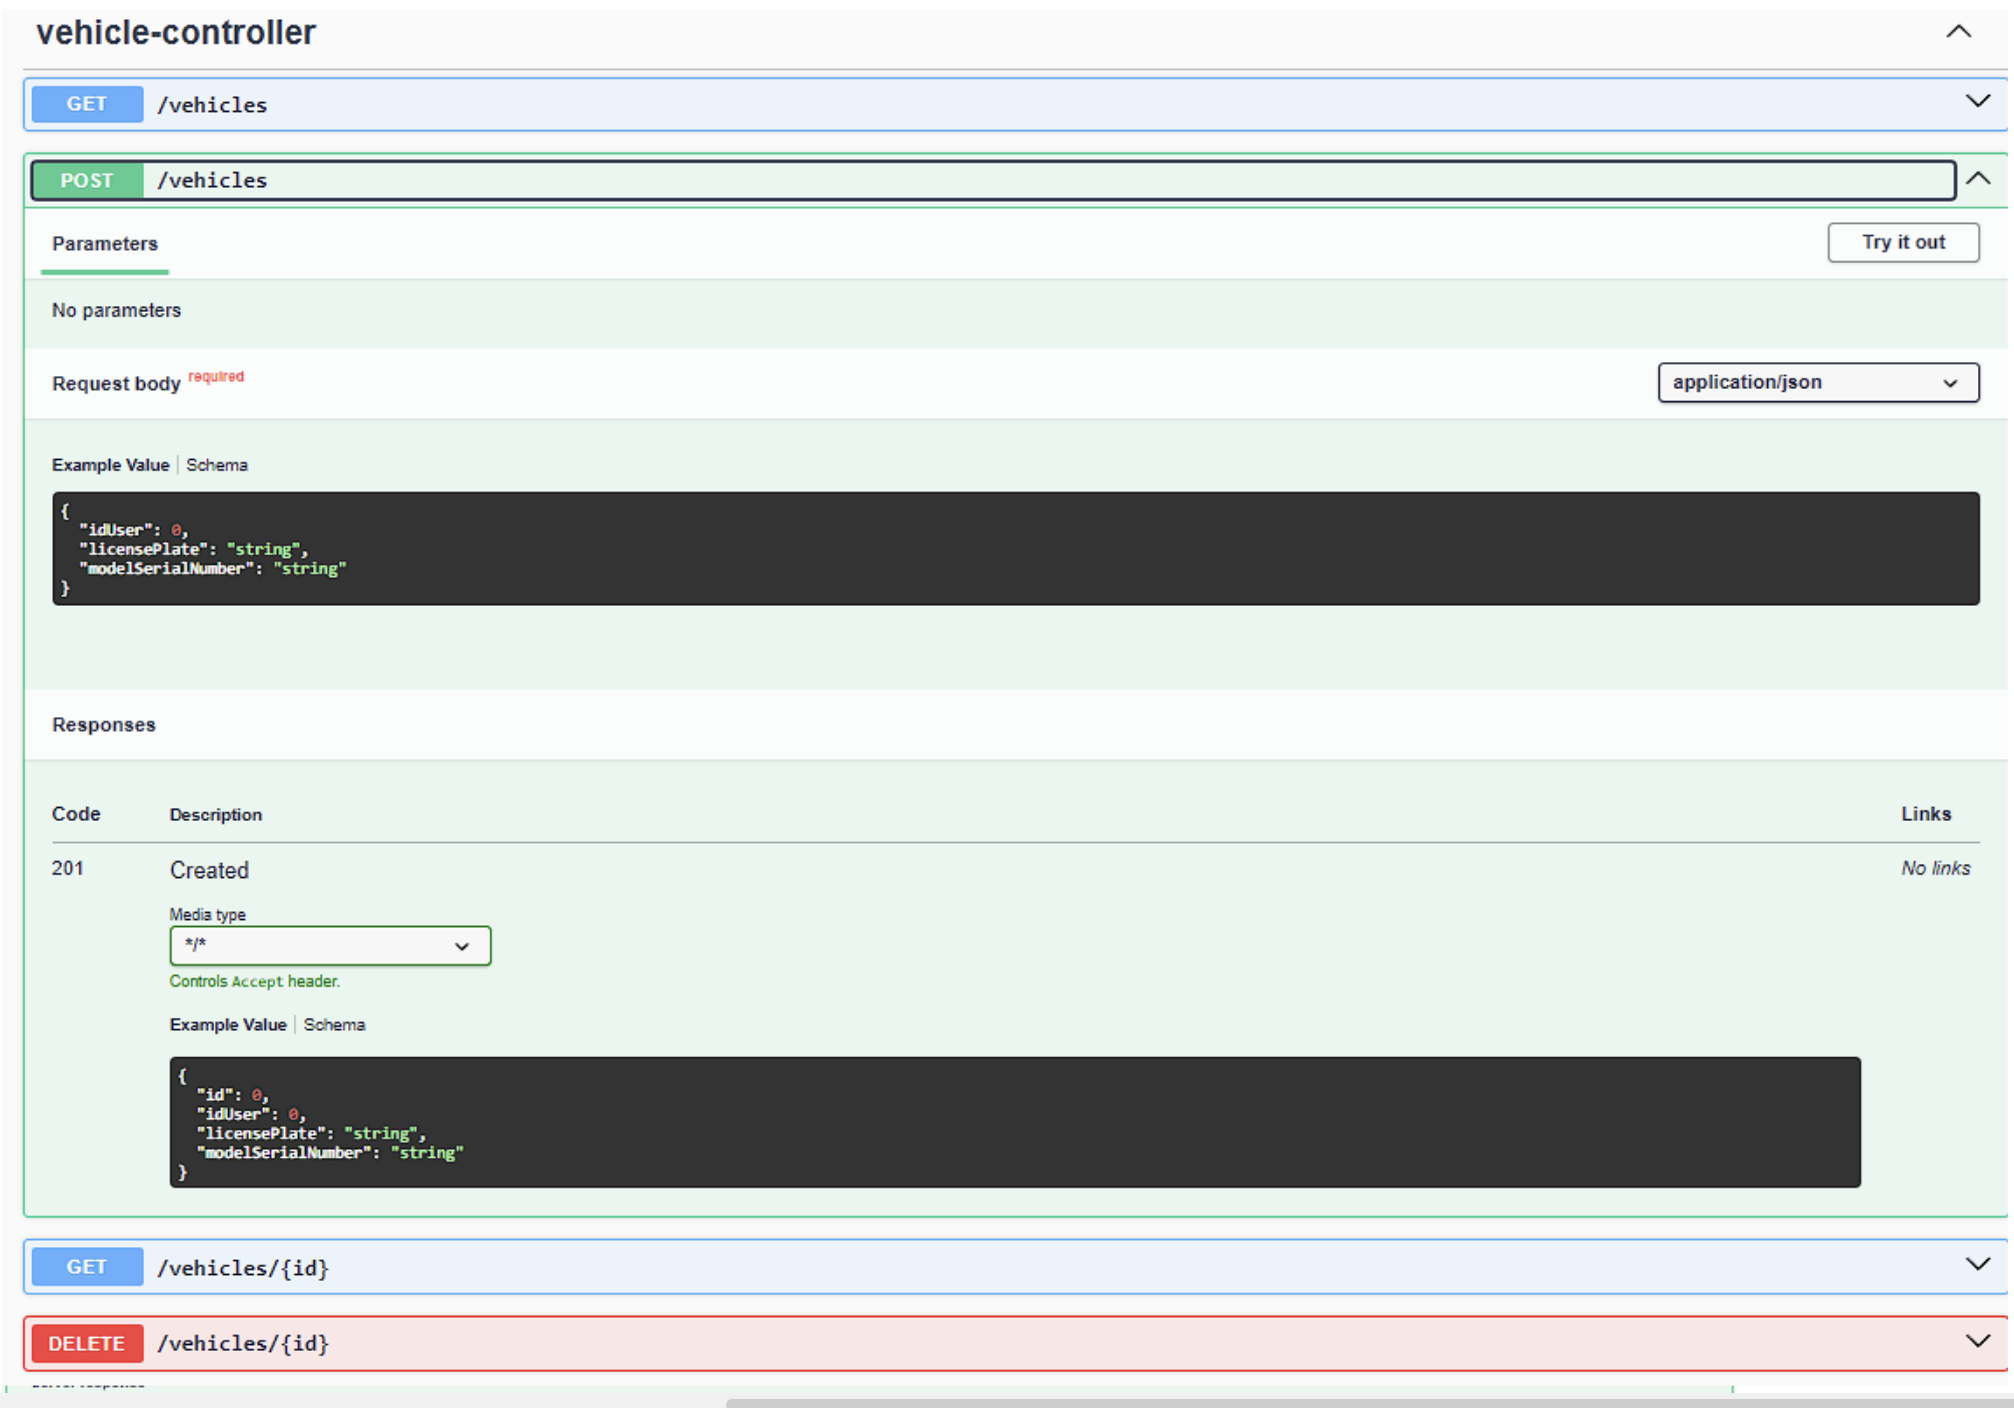 vehicle-controller
GET /vehicles
POST /vehicles
Parameters
Try it out
No parameters
Request body required
application/json
Example Value | Schema
{
  "idUser": 0,
  "licensePlate": "string",
  "modelSerialNumber": "string"
}
Responses
Code Description Links
201 Created No links
Media type
*/*
Controls Accept header.
Example Value | Schema
{
  "id": 0,
  "idUser": 0,
  "licensePlate": "string",
  "modelSerialNumber": "string"
}
GET /vehicles/{id}
DELETE /vehicles/{id}